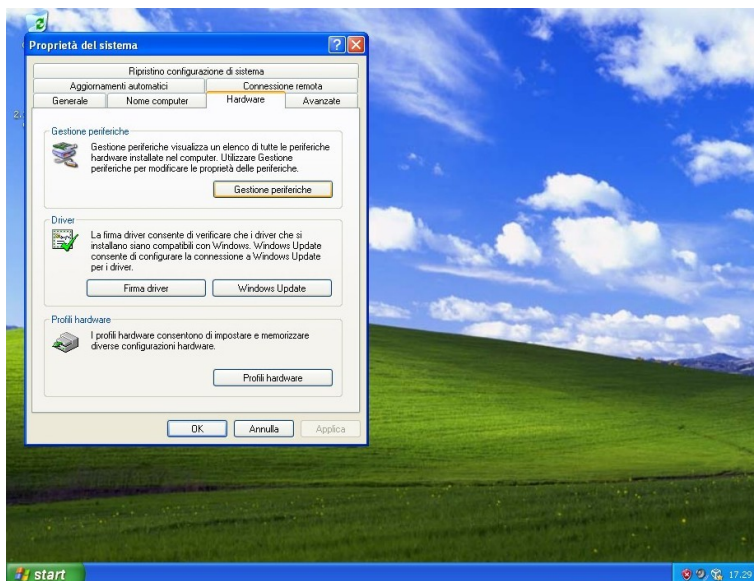 Proprietà del sistema
Ripristino configurazione di sistema
Aggiornamenti automatici
Connessione remota
Generale
Nome computer
Hardware
Avanzate
Gestione periferiche
Gestione periferiche visualizza un elenco di tutte le periferiche
hardware installate nel computer. Utilizzare Gestione
periferiche per modificare le proprietà delle periferiche.
Gestione periferiche
Driver
La firma driver consente di verificare che i driver che si
installano siano compatibili con Windows. Windows Update
consente di configurare la connessione a Windows Update
per i driver.
Firma driver
Windows Update
Profili hardware
I profili hardware consentono di impostare e memorizzare
diverse configurazioni hardware.
Profili hardware
OK
Annulla
Applica
start
17.29